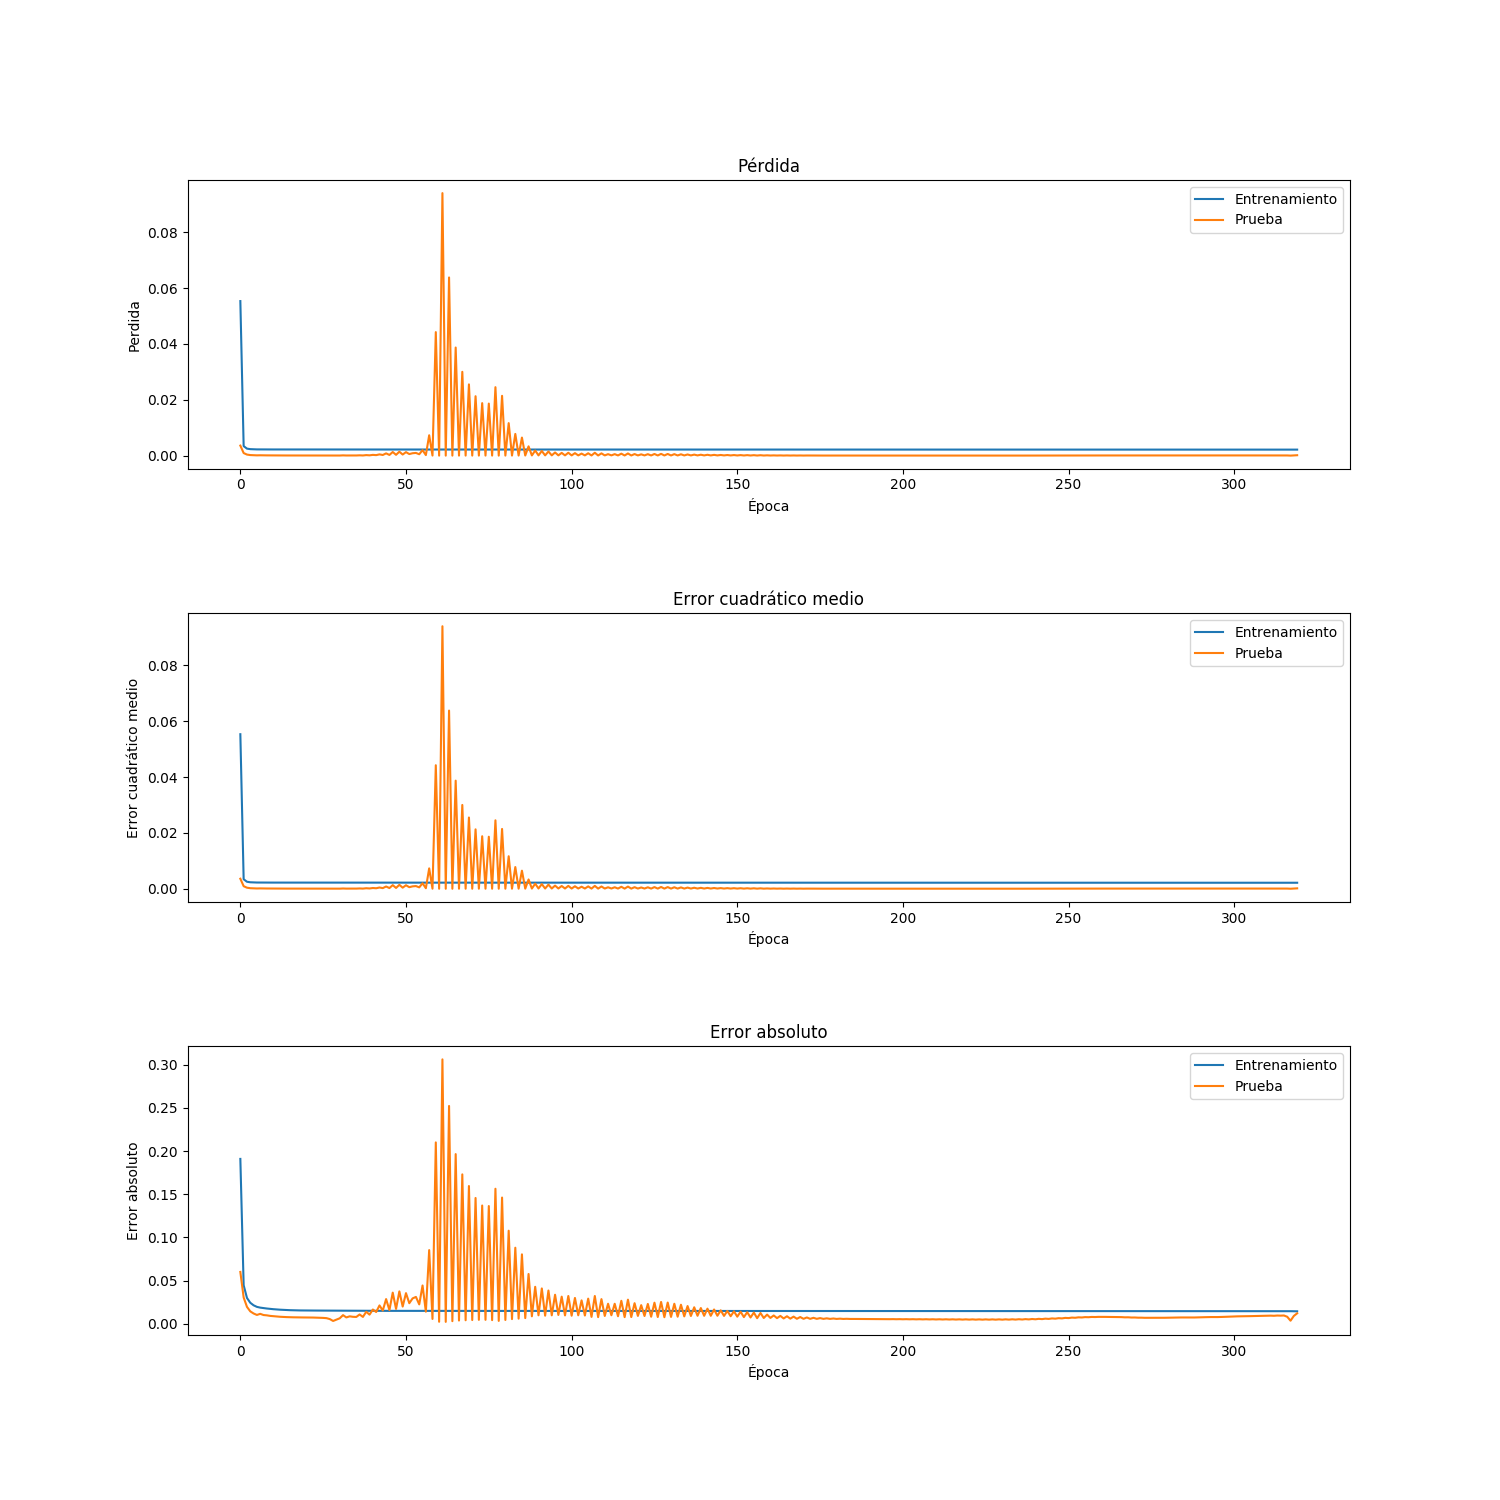 Pérdida
Entrenamiento
Prueba
0.08
0.06
0.04
0.02
0.00
Perdida
0 50 100 150 200 250 300
Época
Error cuadrático medio
Entrenamiento
Prueba
0.08
0.06
0.04
0.02
0.00
Error cuadrático medio
0 50 100 150 200 250 300
Época
Error absoluto
Entrenamiento
Prueba
0.30
0.25
0.20
0.15
0.10
0.05
0.00
Error absoluto
0 50 100 150 200 250 300
Época